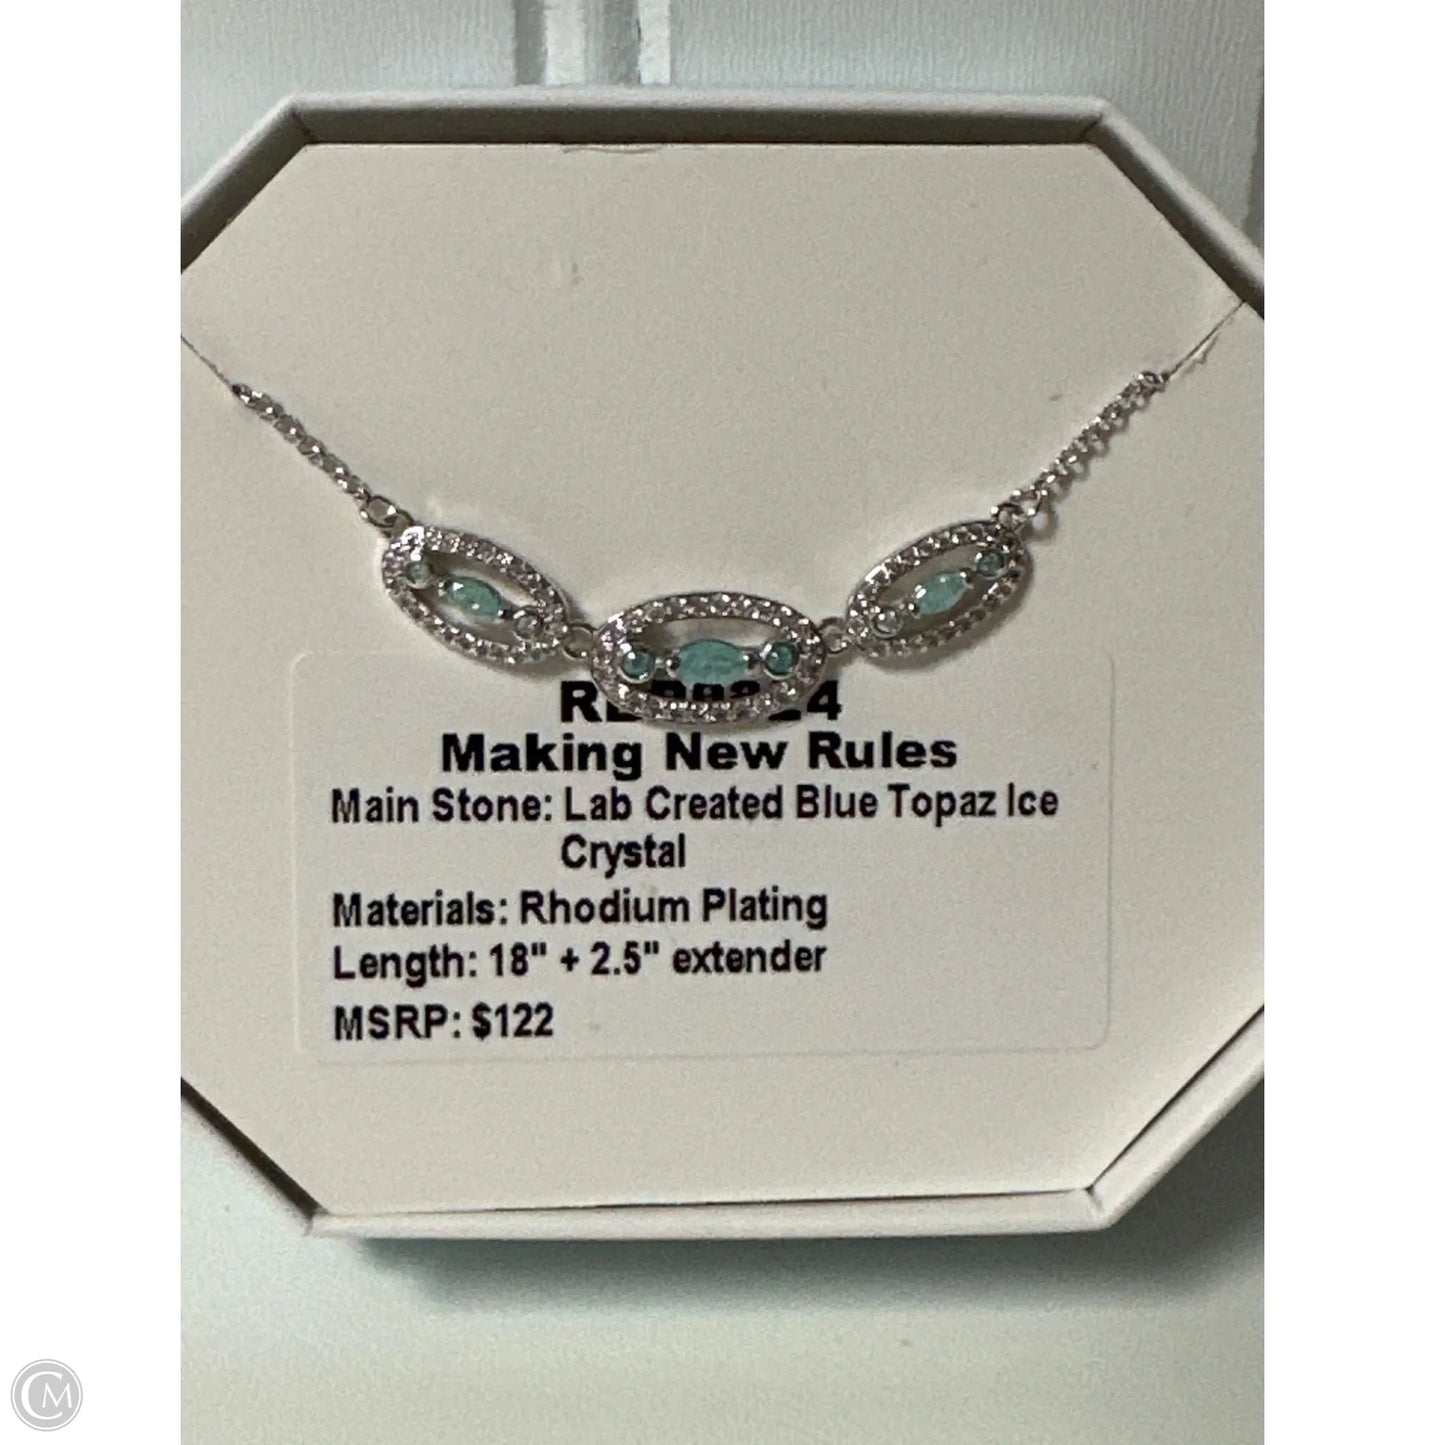 Making New Rules
Main Stone: Lab Created Blue Topaz Ice
Crystal
Materials: Rhodium Plating
Length: 18" + 2.5" extender
MSRP: $122
CM